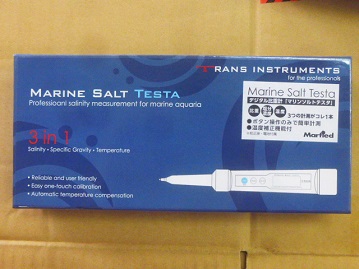 TRANS INSTRUMENTS
for the professionals
MARINE SALT TESTA
Professioanl salinity measurement for marine aquaria
3 in 1
Salinity • Specific Gravity • Temperature
• Reliable and user friendly
• Easy one-touch calibration
• Automatic temperature compensation
Marine Salt Testa
デジタル比重計「マリンソルトテスタ」
3つの計測がコレ1本
●ボタン操作のみで簡単計測
●温度補正機能付
Marfied